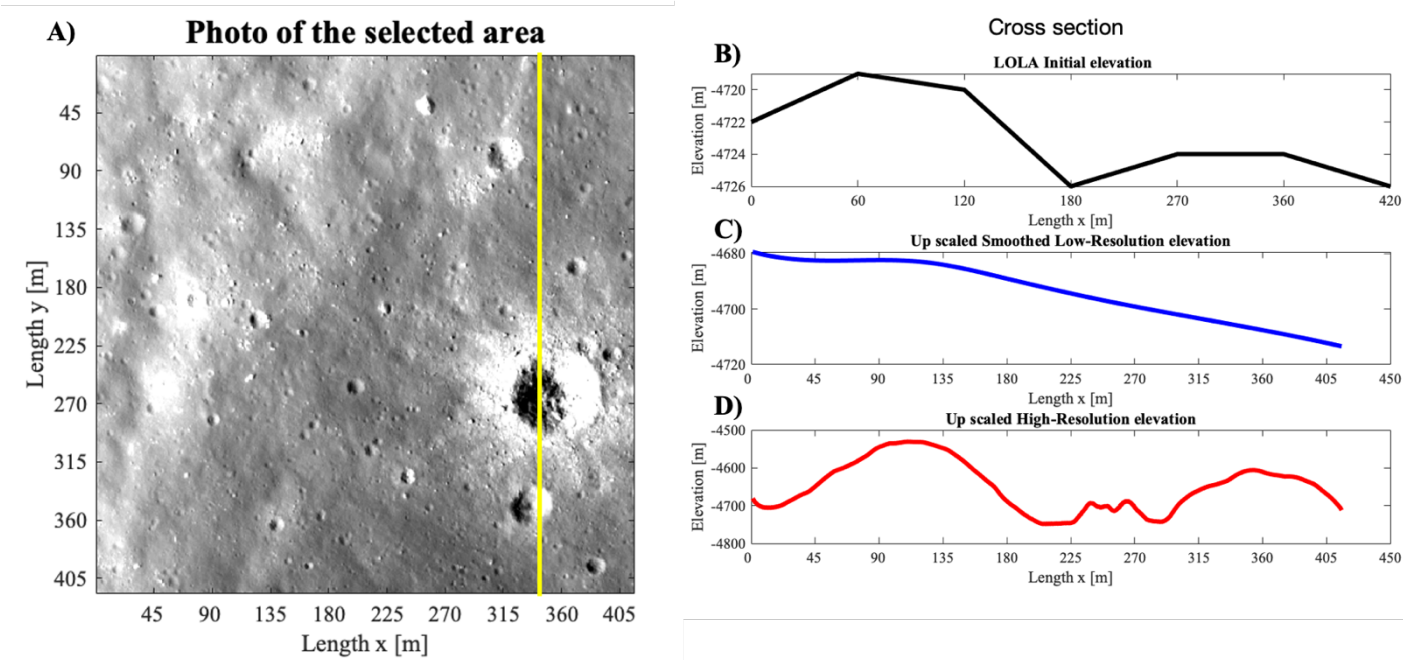 A)
Photo of the selected area
45
90
135
180
225
270
315
360
405
Length y [m]
45 90 135 180 225 270 315 360 405
Length x [m]
Cross section
B)
LOLA Initial elevation
-4720
-4722
-4724
-4726
Elevation [m]
0 60 120 180 270 360 420
Length x [m]
C)
Up scaled Smoothed Low-Resolution elevation
-4680
-4700
-4720
Elevation [m]
0 45 90 135 180 225 270 315 360 405 450
Length x [m]
D)
Up scaled High-Resolution elevation
-4500
-4600
-4700
-4800
Elevation [m]
0 45 90 135 180 225 270 315 360 405 450
Length x [m]